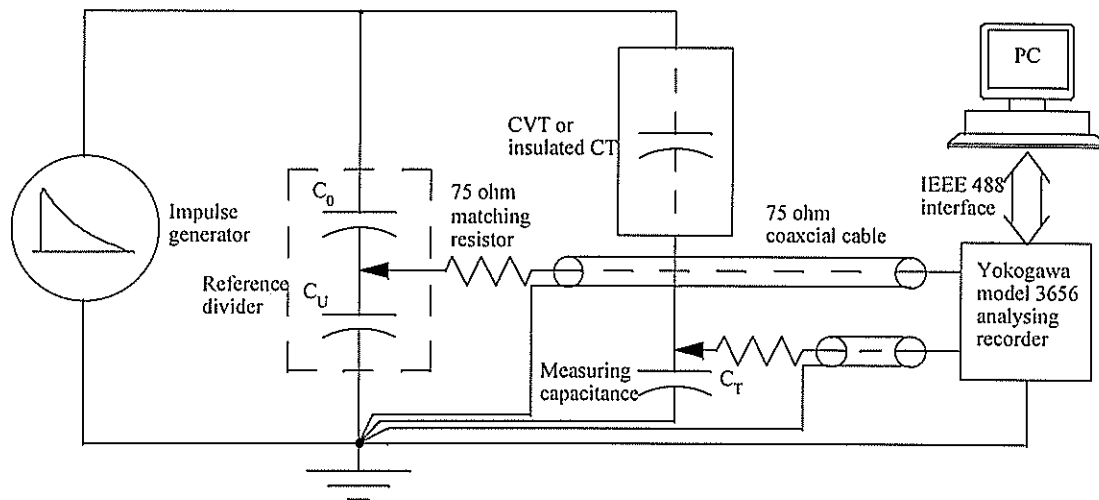 PC
CVT or
insulated CT
IEEE 488
interface
C0
75 ohm
matching
resistor
75 ohm
coaxcial cable
Impulse
generator
Reference
divider
CU
Yokogawa
model 3656
analysing
recorder
Measuring
capacitance
CT